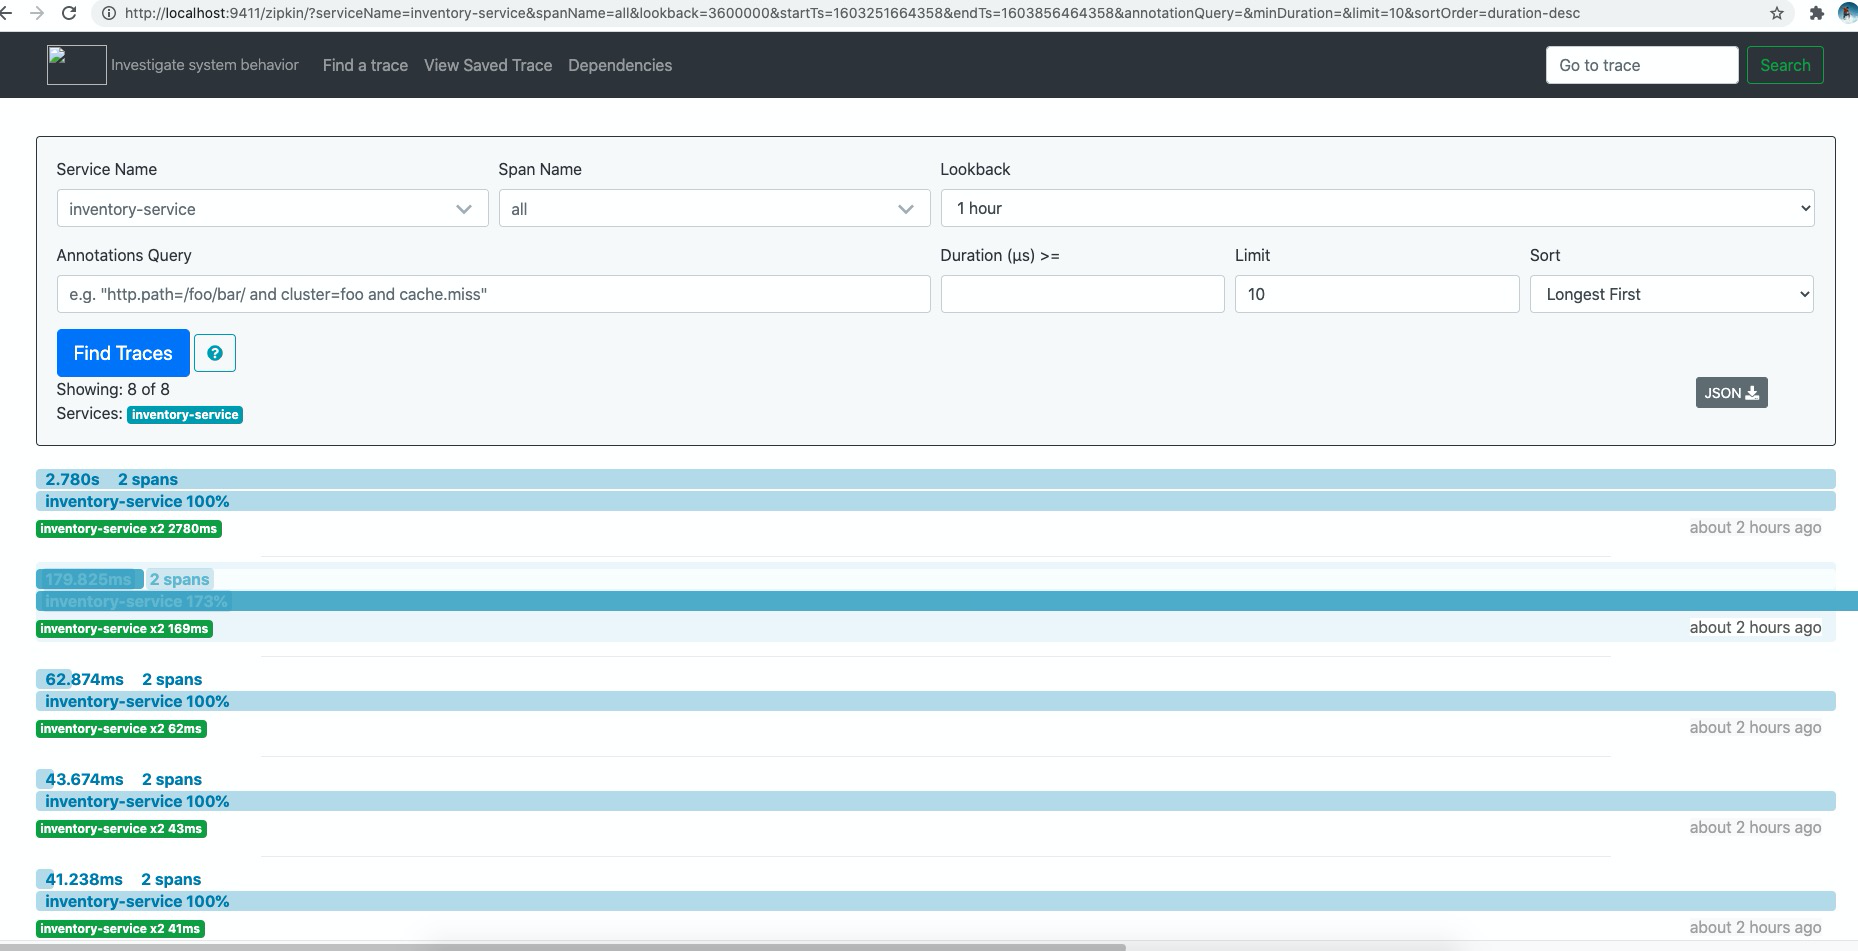 http://localhost:9411/zipkin/?serviceName=inventory-service&spanName=all&lookback=3600000&startTs=1603251664358&endTs=1603856464358&annotationQuery=&minDuration=&limit=10&sortOrder=duration-desc
Investigate system behavior Find a trace View Saved Trace Dependencies Go to trace Search
Service Name Span Name Lookback
inventory-service all 1 hour
Annotations Query Duration (μs) >= Limit Sort
e.g. "http.path=/foo/bar/ and cluster=foo and cache.miss" 10 Longest First
Find Traces ?
Showing: 8 of 8
JSON
Services: inventory-service
2.780s 2 spans
inventory-service 100%
inventory-service x2 2780ms about 2 hours ago
179.825ms 2 spans
inventory-service 173%
inventory-service x2 169ms about 2 hours ago
62.874ms 2 spans
inventory-service 100%
inventory-service x2 62ms about 2 hours ago
43.674ms 2 spans
inventory-service 100%
inventory-service x2 43ms about 2 hours ago
41.238ms 2 spans
inventory-service 100%
inventory-service x2 41ms about 2 hours ago